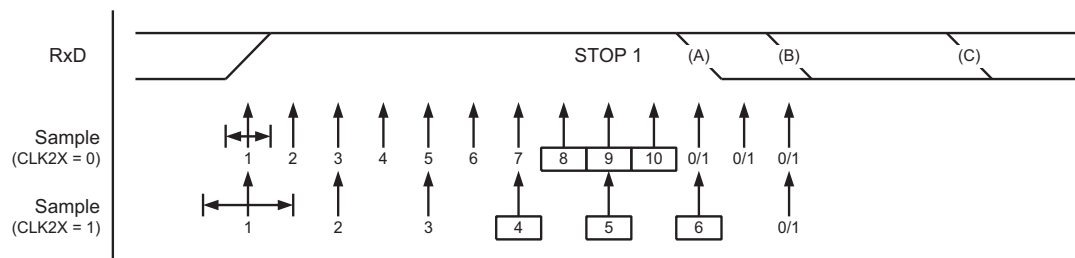 RxD STOP 1 (A) (B) (C)
Sample
(CLK2X = 0)
1 2 3 4 5 6 7 8 9 10 0/1 0/1 0/1
Sample
(CLK2X = 1)
1 2 3 4 5 6 0/1